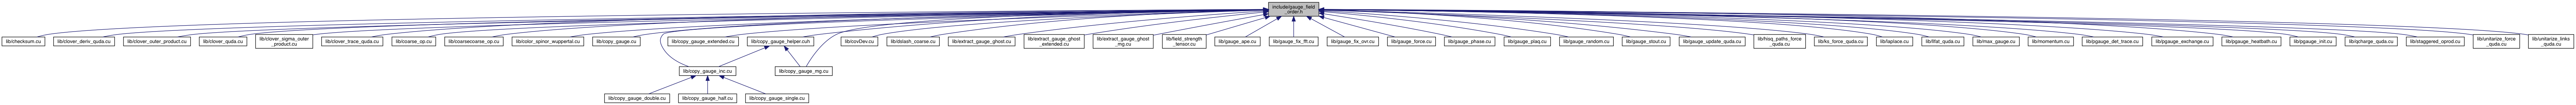 include/gauge_field
_order.h
lib/checksum.cu
lib/clover_deriv_quda.cu
lib/clover_outer_product.cu
lib/clover_quda.cu
lib/clover_sigma_outer
_product.cu
lib/clover_trace_quda.cu
lib/coarse_op.cu
lib/coarsecoarse_op.cu
lib/color_spinor_wuppertal.cu
lib/copy_gauge.cu
lib/copy_gauge_extended.cu
lib/copy_gauge_helper.cuh
lib/covDev.cu
lib/dslash_coarse.cu
lib/extract_gauge_ghost.cu
lib/extract_gauge_ghost
_extended.cu
lib/extract_gauge_ghost
_mg.cu
lib/field_strength
_tensor.cu
lib/gauge_ape.cu
lib/gauge_fix_fft.cu
lib/gauge_fix_ovr.cu
lib/gauge_force.cu
lib/gauge_phase.cu
lib/gauge_plaq.cu
lib/gauge_random.cu
lib/gauge_stout.cu
lib/gauge_update_quda.cu
lib/hisq_paths_force
_quda.cu
lib/ks_force_quda.cu
lib/laplace.cu
lib/llfat_quda.cu
lib/max_gauge.cu
lib/momentum.cu
lib/pgauge_det_trace.cu
lib/pgauge_exchange.cu
lib/pgauge_heatbath.cu
lib/pgauge_init.cu
lib/qcharge_quda.cu
lib/staggered_oprod.cu
lib/unitarize_force
_quda.cu
lib/unitarize_links
_quda.cu
lib/copy_gauge_inc.cu
lib/copy_gauge_mg.cu
lib/copy_gauge_double.cu
lib/copy_gauge_half.cu
lib/copy_gauge_single.cu